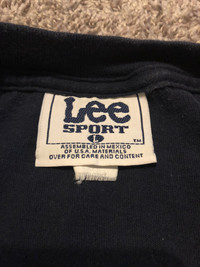 Lee
SPORT
L
TM
ASSEMBLED IN MEXICO
OF U.S.A. MATERIALS
OVER FOR CARE AND CONTENT